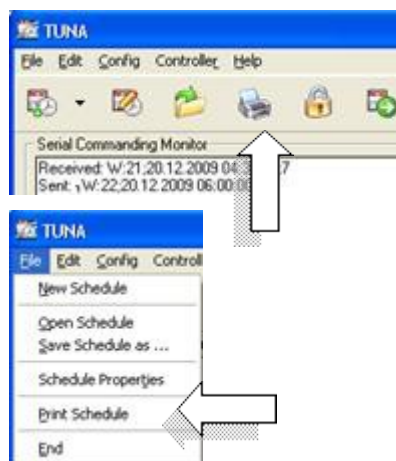 TUNA
File Edit Config Controller Help
Serial Commanding Monitor
Received: W:21;20.12.2009 04
Sent: W:22;20.12.2009 06:00:00
TUNA
File Edit Config Control
New Schedule
Open Schedule
Save Schedule as ...
Schedule Properties
Print Schedule
End